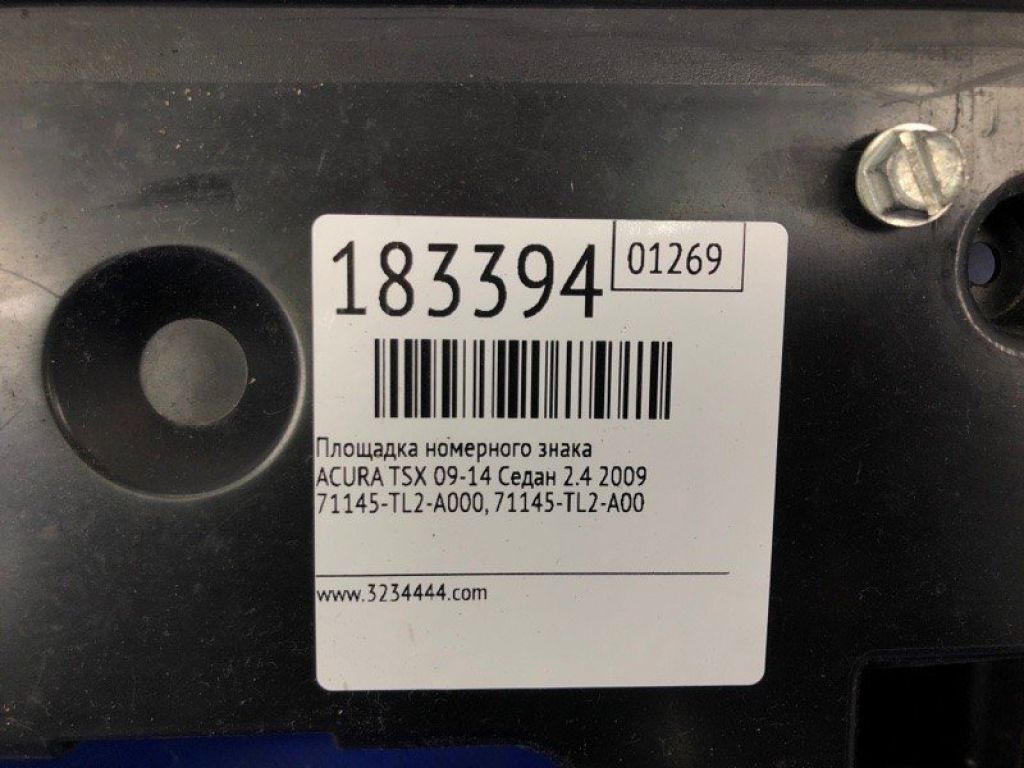 183394
01269
Площадка номерного знака
ACURA TSX 09-14 Седан 2.4 2009
71145-TL2-A000, 71145-TL2-A00
www.3234444.com